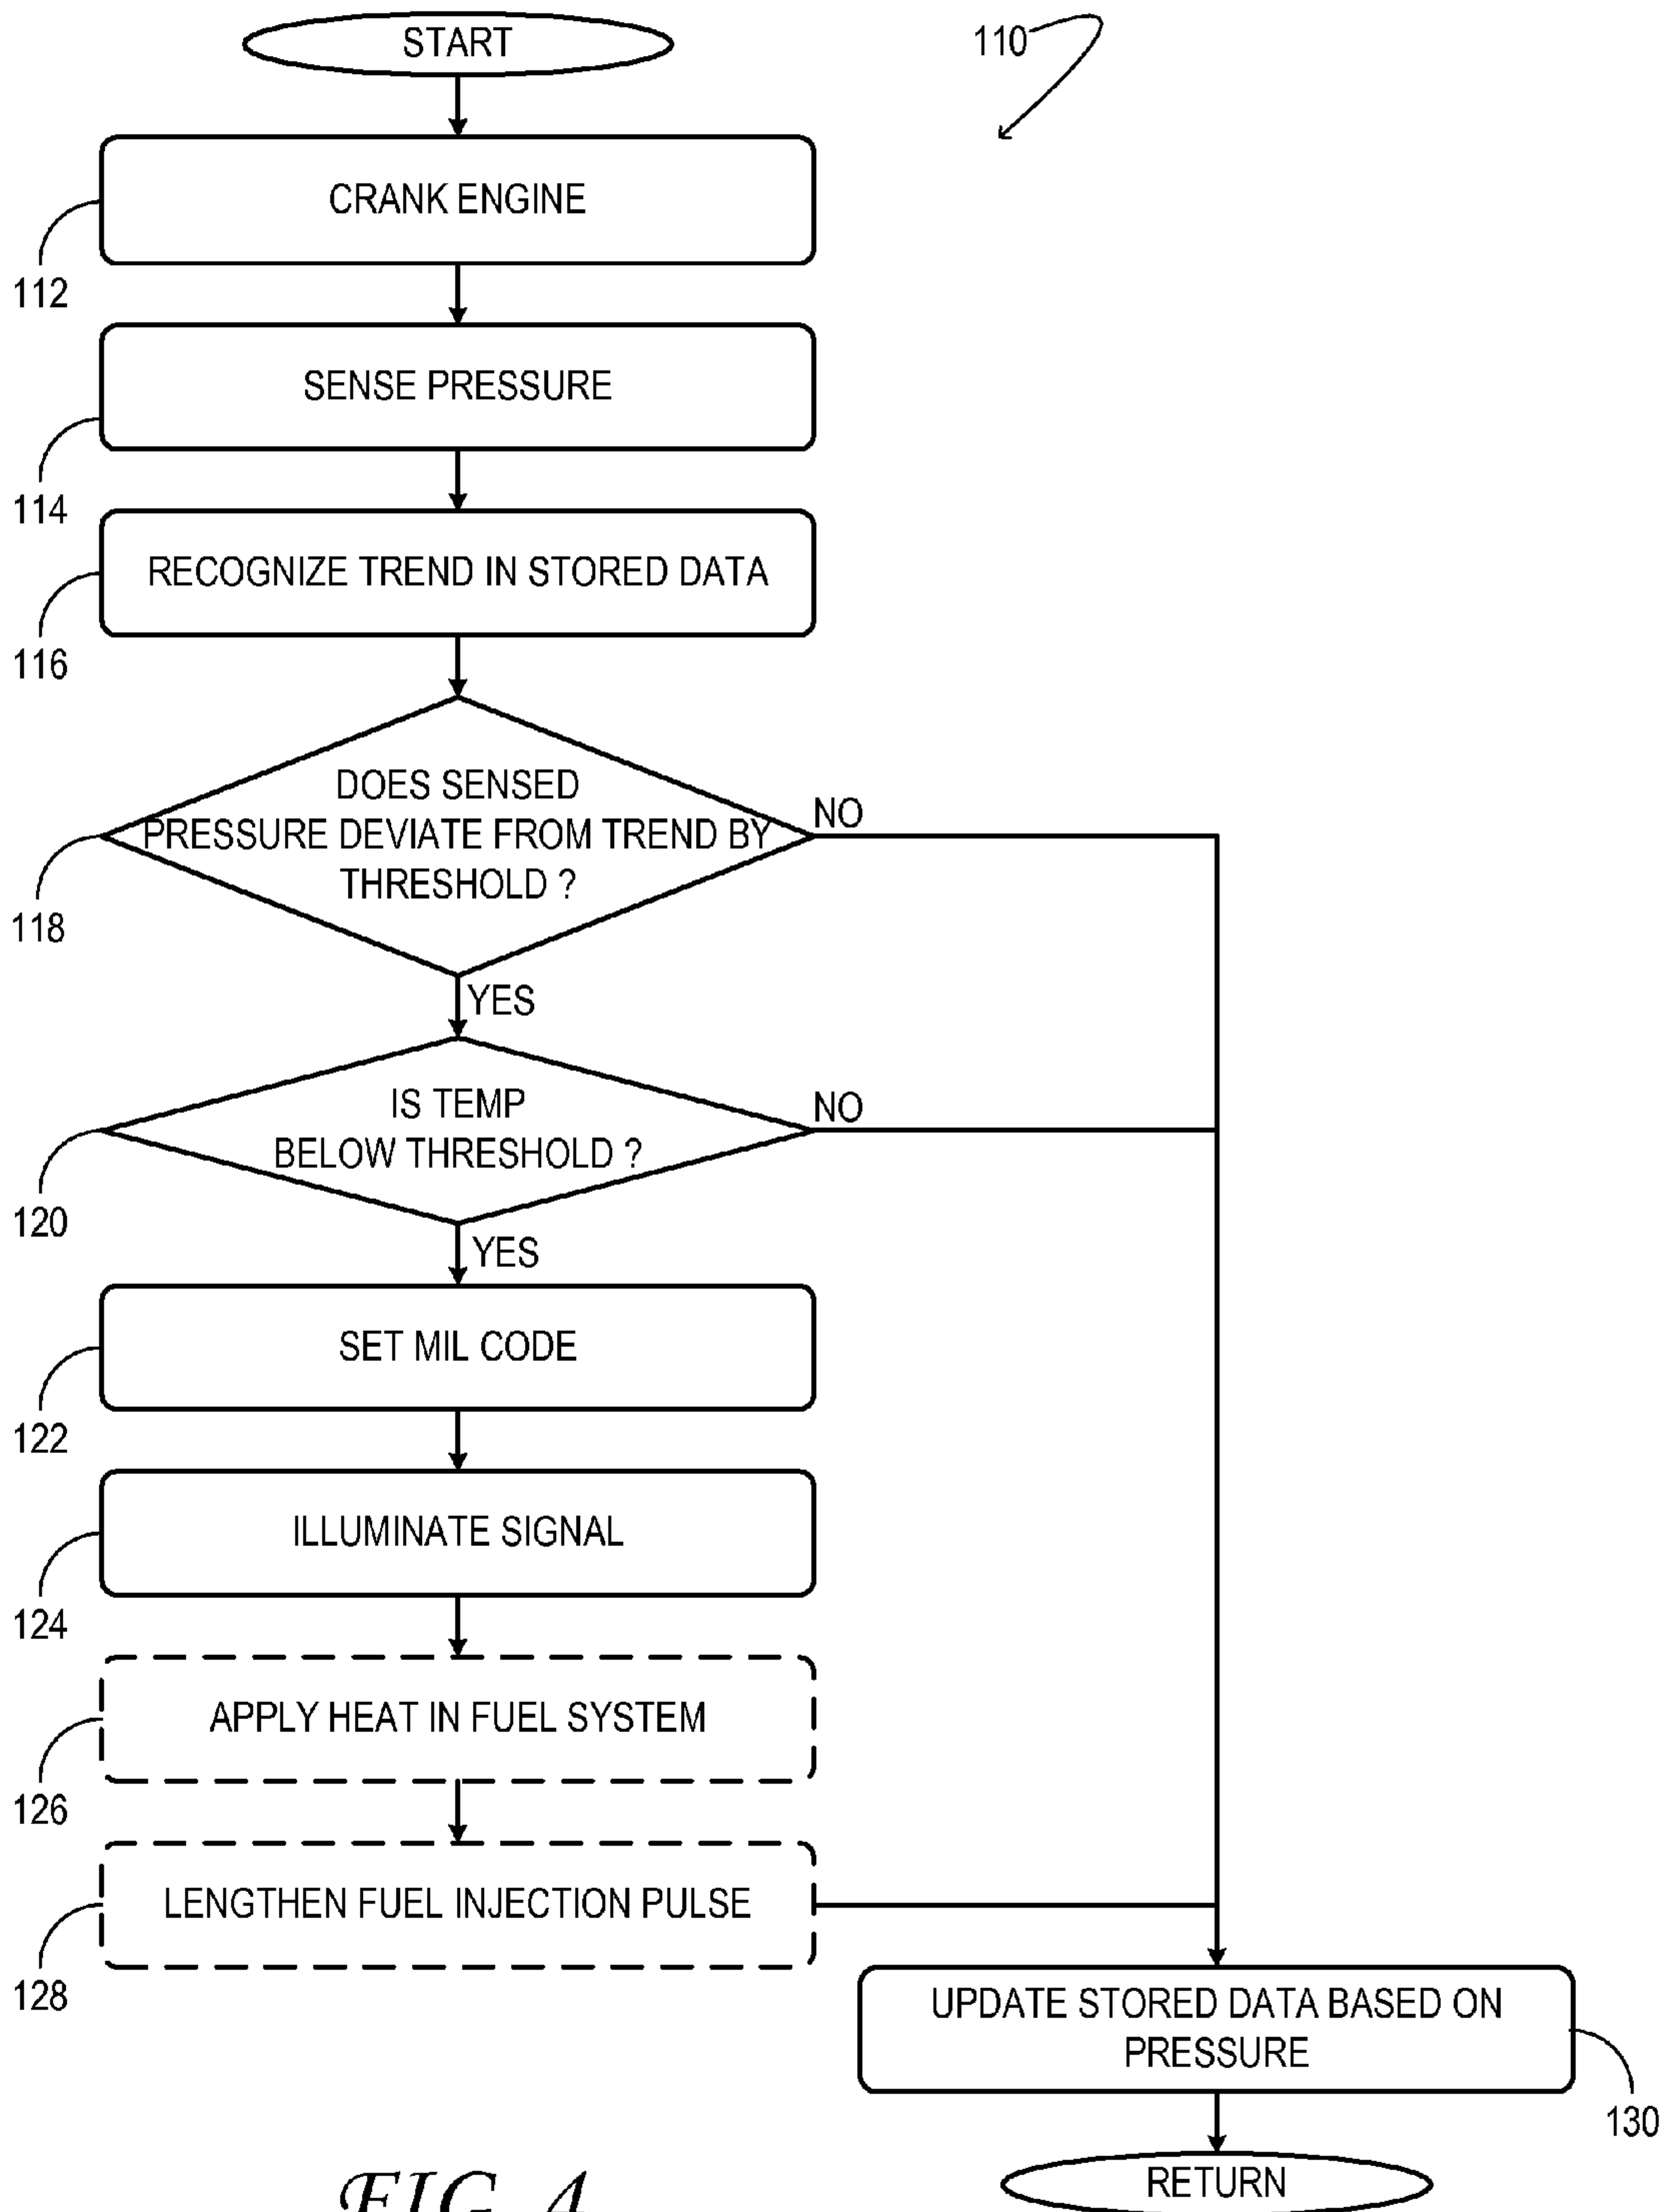 START
110
CRANK ENGINE
112
SENSE PRESSURE
114
RECOGNIZE TREND IN STORED DATA
116
DOES SENSED
PRESSURE DEVIATE FROM TREND BY
THRESHOLD ?
NO
118
YES
IS TEMP
BELOW THRESHOLD ?
NO
120
YES
SET MIL CODE
122
ILLUMINATE SIGNAL
124
APPLY HEAT IN FUEL SYSTEM
126
LENGTHEN FUEL INJECTION PULSE
128
UPDATE STORED DATA BASED ON
PRESSURE
130
RETURN
FIG. 4